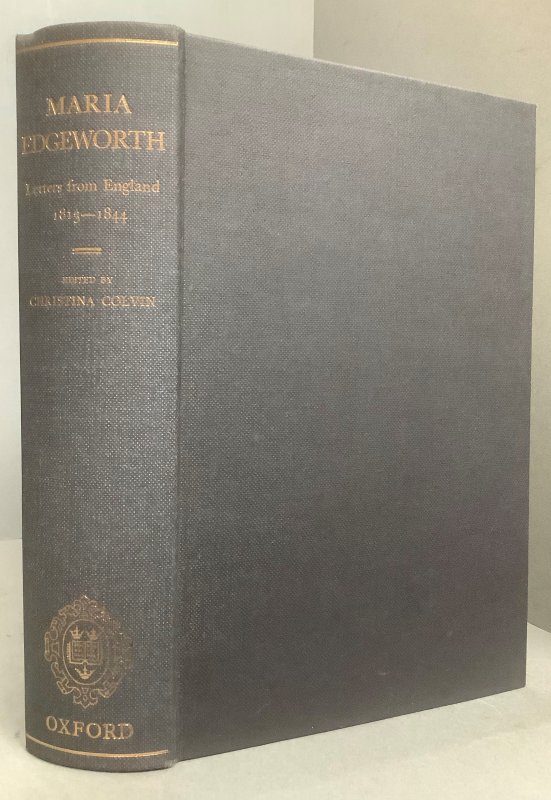 MARIA
EDGEWORTH
Letters from England
1813—1844
EDITED BY
CHRISTINA COLVIN
OXFORD